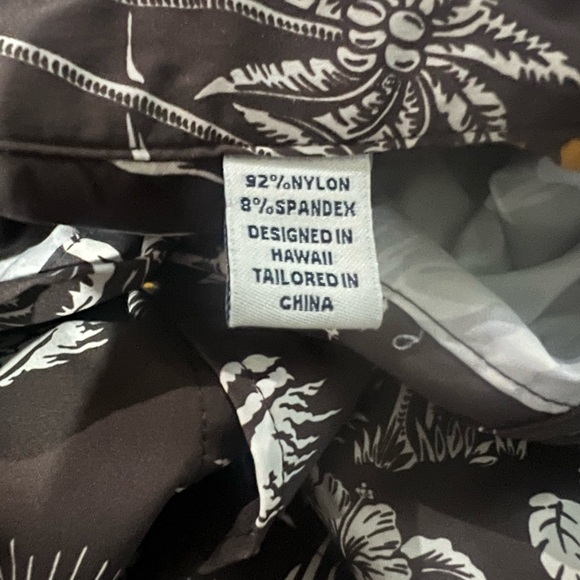 92%NYLON
8%SPANDEX
DESIGNED IN
HAWAII
TAILORED IN
CHINA